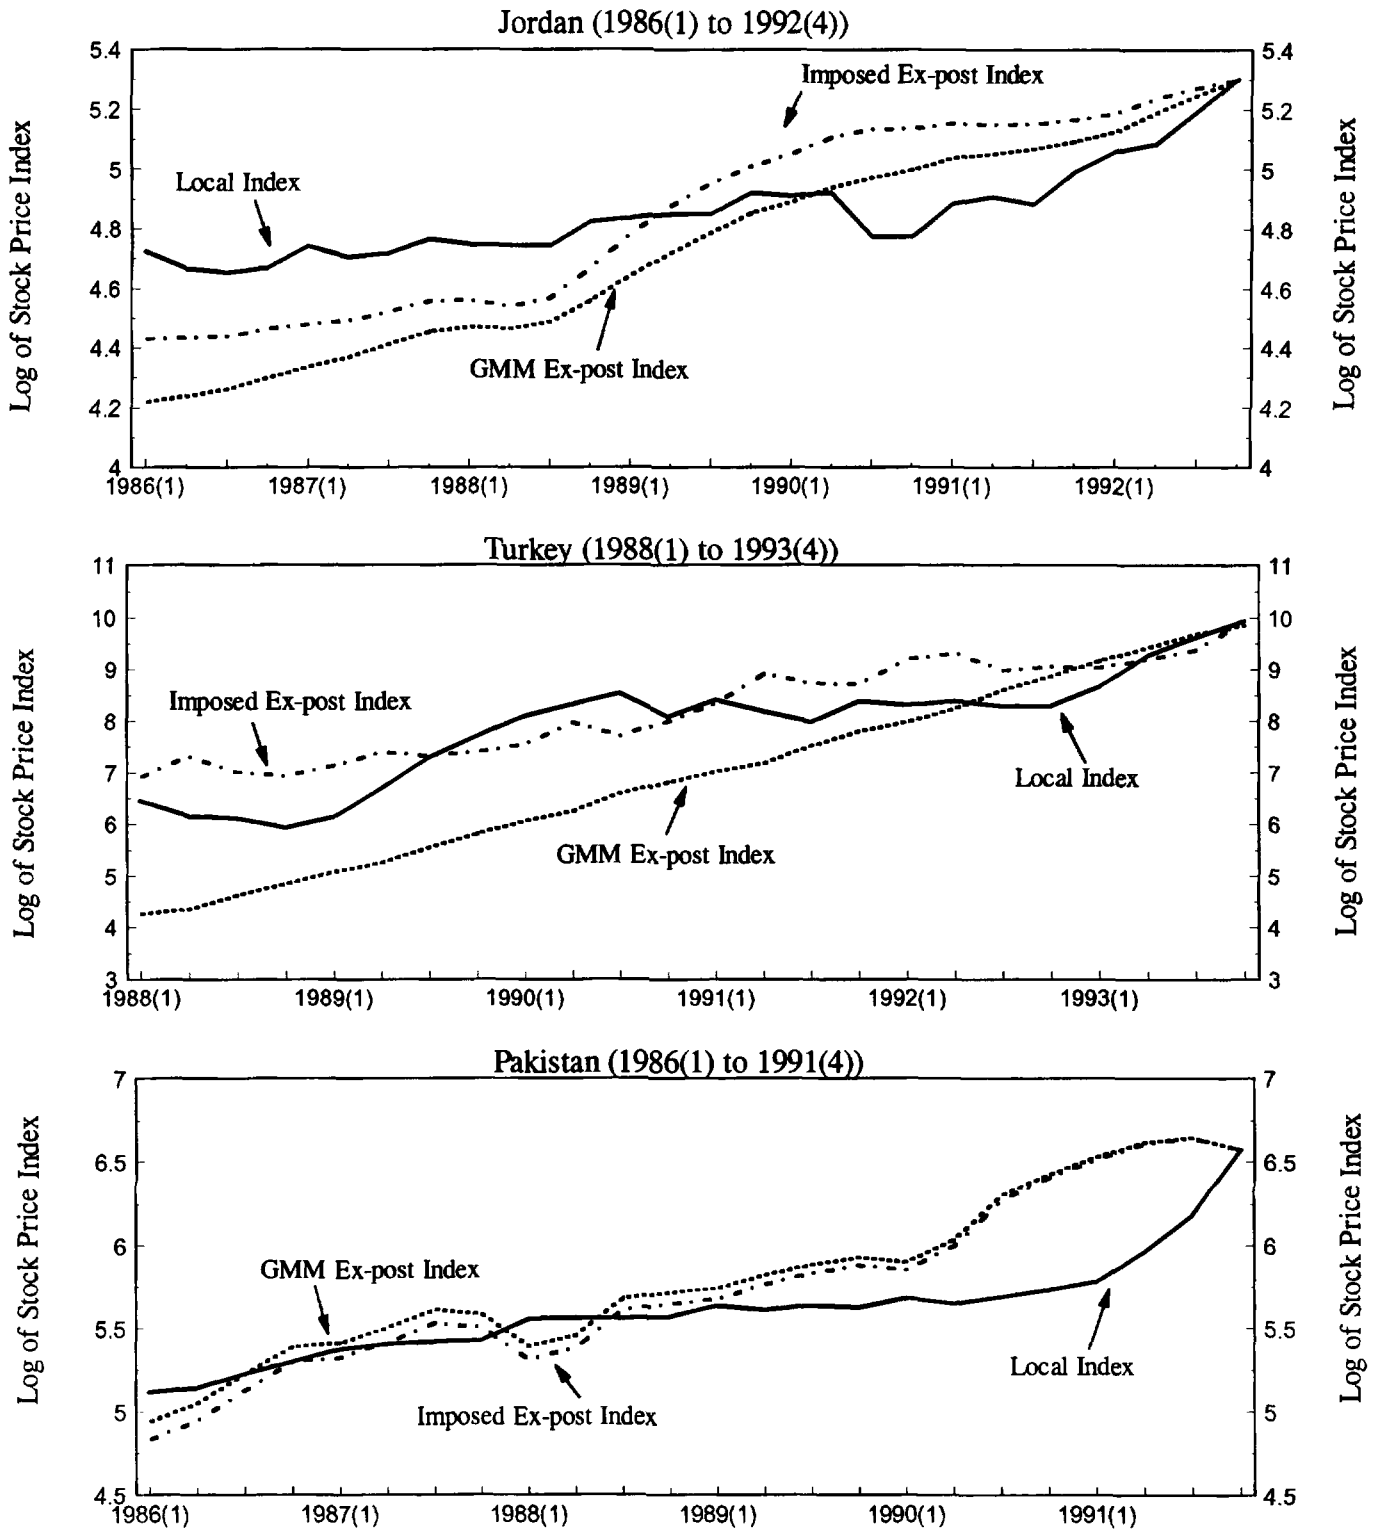 Jordan (1986(1) to 1992(4))
5.4
5.2
5
4.8
4.6
4.4
4.2
4
Log of Stock Price Index
Imposed Ex-post Index
Local Index
GMM Ex-post Index
5.4
5.2
5
4.8
4.6
4.4
4.2
4
Log of Stock Price Index
1986(1) 1987(1) 1988(1) 1989(1) 1990(1) 1991(1) 1992(1)
Turkey (1988(1) to 1993(4))
11
10
9
8
7
6
5
4
3
Log of Stock Price Index
Imposed Ex-post Index
Local Index
GMM Ex-post Index
11
10
9
8
7
6
5
4
3
Log of Stock Price Index
1988(1) 1989(1) 1990(1) 1991(1) 1992(1) 1993(1)
Pakistan (1986(1) to 1991(4))
7
6.5
6
5.5
5
4.5
Log of Stock Price Index
GMM Ex-post Index
Local Index
Imposed Ex-post Index
7
6.5
6
5.5
5
4.5
Log of Stock Price Index
1986(1) 1987(1) 1988(1) 1989(1) 1990(1) 1991(1)